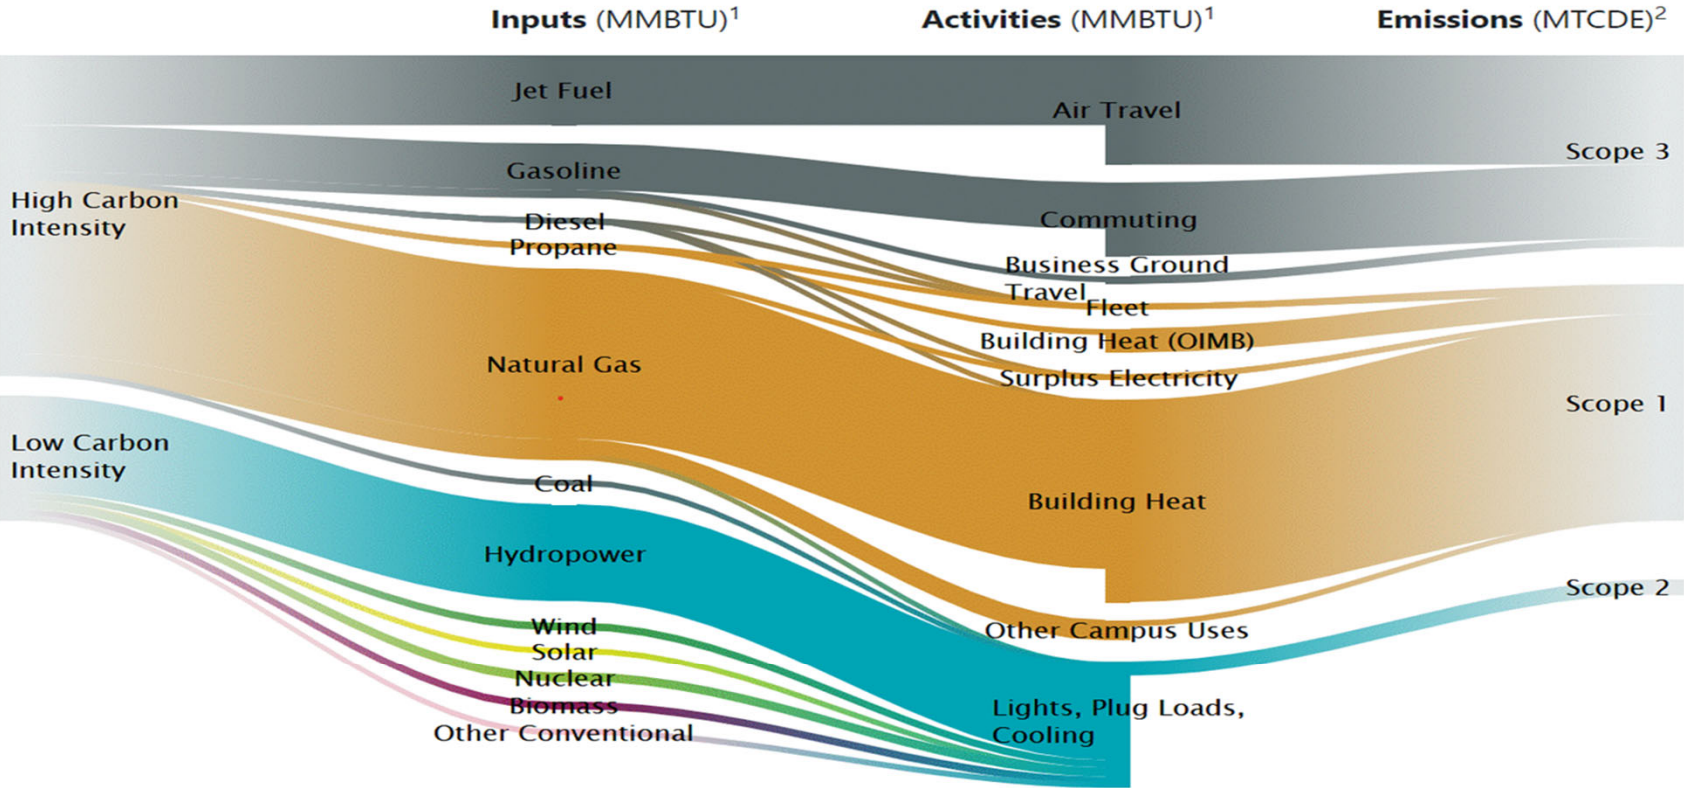 Inputs (MMBTU)¹
Activities (MMBTU)¹
Emissions (MTCDE)²
High Carbon
Intensity
Low Carbon
Intensity
Jet Fuel
Gasoline
Diesel
Propane
Natural Gas
Coal
Hydropower
Wind
Solar
Nuclear
Biomass
Other Conventional
Air Travel
Commuting
Business Ground
Travel
Fleet
Building Heat (OIMB)
Surplus Electricity
Building Heat
Other Campus Uses
Lights, Plug Loads,
Cooling
Scope 3
Scope 1
Scope 2